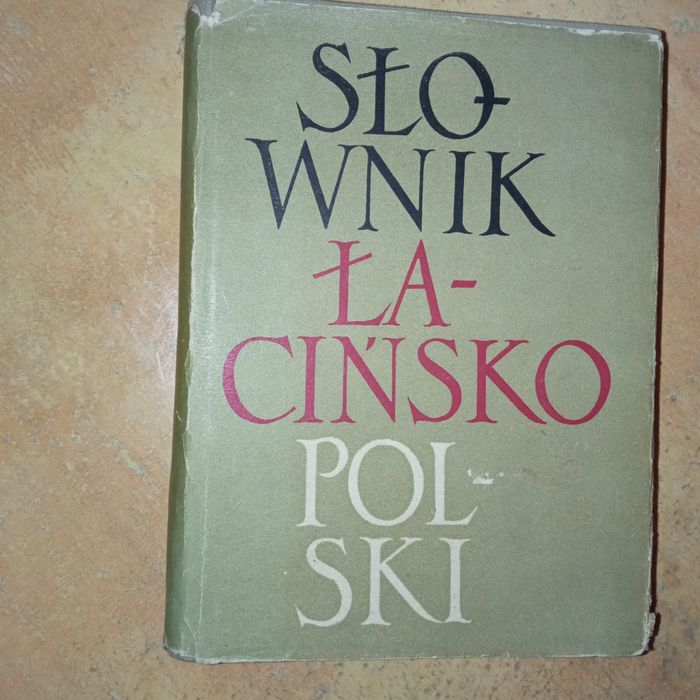 SŁO-
WNIK
ŁA-
CIŃSKO
POL-
SKI